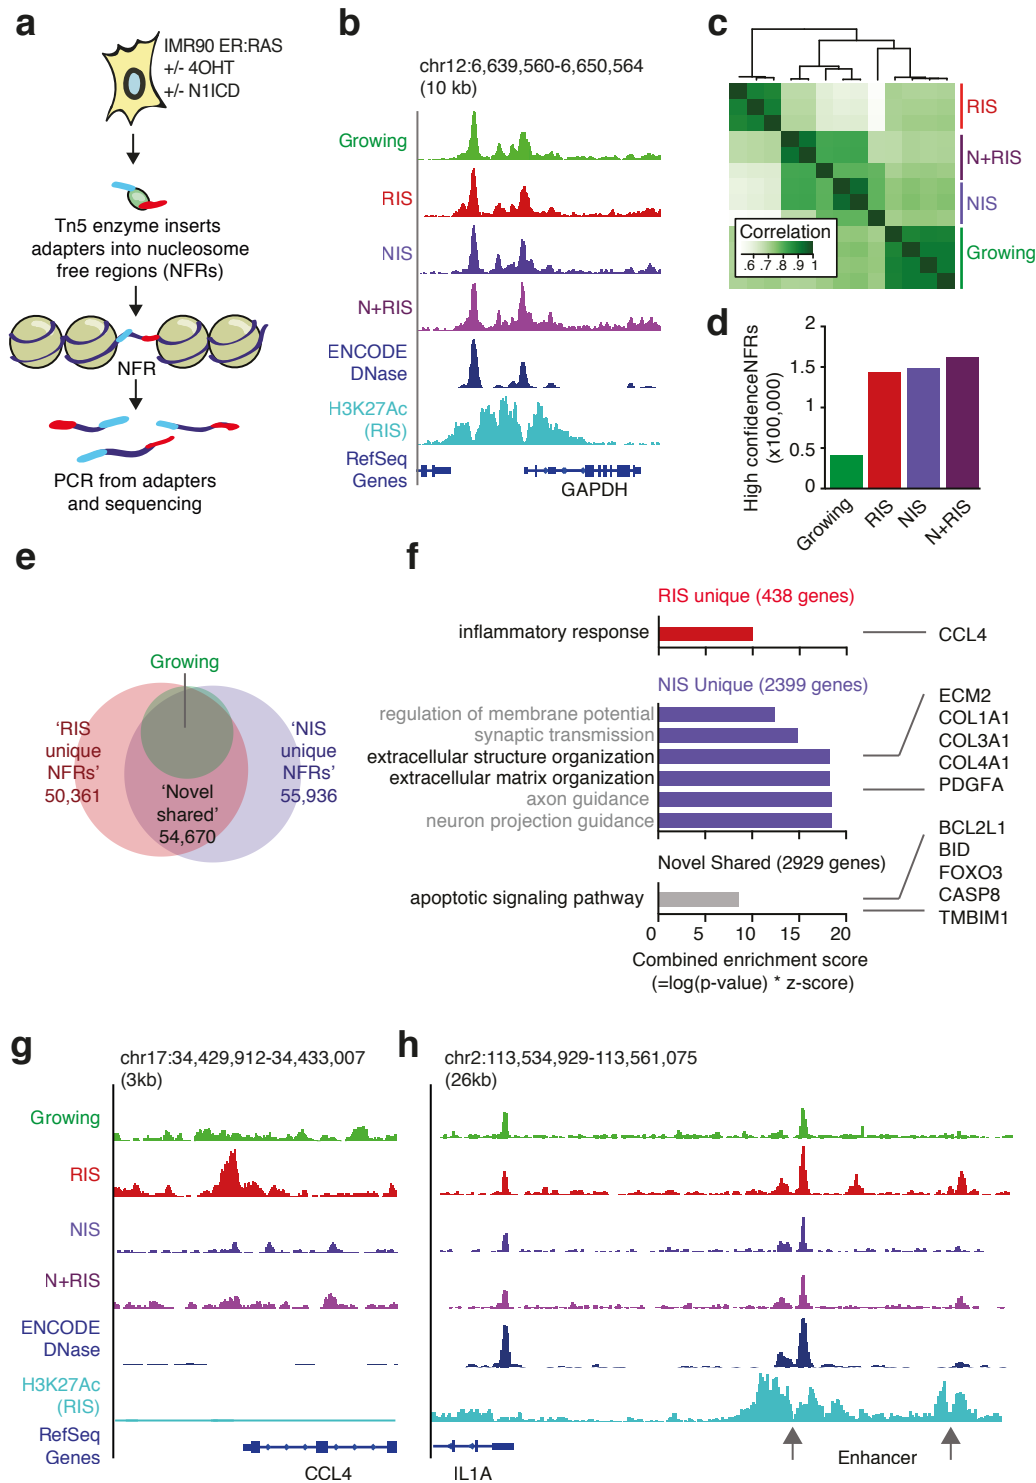 a
IMR90 ER:RAS
+/- 4OHT
+/- N1ICD
Tn5 enzyme inserts
adapters into nucleosome
free regions (NFRs)
NFR
PCR from adapters
and sequencing
b
chr12:6,639,560-6,650,564
(10 kb)
Growing
RIS
NIS
N+RIS
ENCODE
DNase
H3K27Ac
(RIS)
RefSeq
Genes
GAPDH
c
RIS
N+RIS
NIS
Growing
Correlation
.6 .7 .8 .9 1
d
High confidenceNFRs
(x100,000)
2
1.5
1
0.5
0
Growing
RIS
NIS
N+RIS
e
Growing
'RIS
unique
NFRs'
50,361
'NIS
unique
NFRs'
55,936
'Novel
shared'
54,670
f
RIS unique (438 genes)
inflammatory response
CCL4
NIS Unique (2399 genes)
regulation of membrane potential
synaptic transmission
extracellular structure organization
extracellular matrix organization
axon guidance
neuron projection guidance
ECM2
COL1A1
COL3A1
COL4A1
PDGFA
Novel Shared (2929 genes)
apoptotic signaling pathway
BCL2L1
BID
FOXO3
CASP8
TMBIM1
0 5 10 15 20
Combined enrichment score
(=log(p-value) * z-score)
g
chr17:34,429,912-34,433,007
(3kb)
Growing
RIS
NIS
N+RIS
ENCODE
DNase
H3K27Ac
(RIS)
RefSeq
Genes
CCL4
h
chr2:113,534,929-113,561,075
(26kb)
IL1A
Enhancer